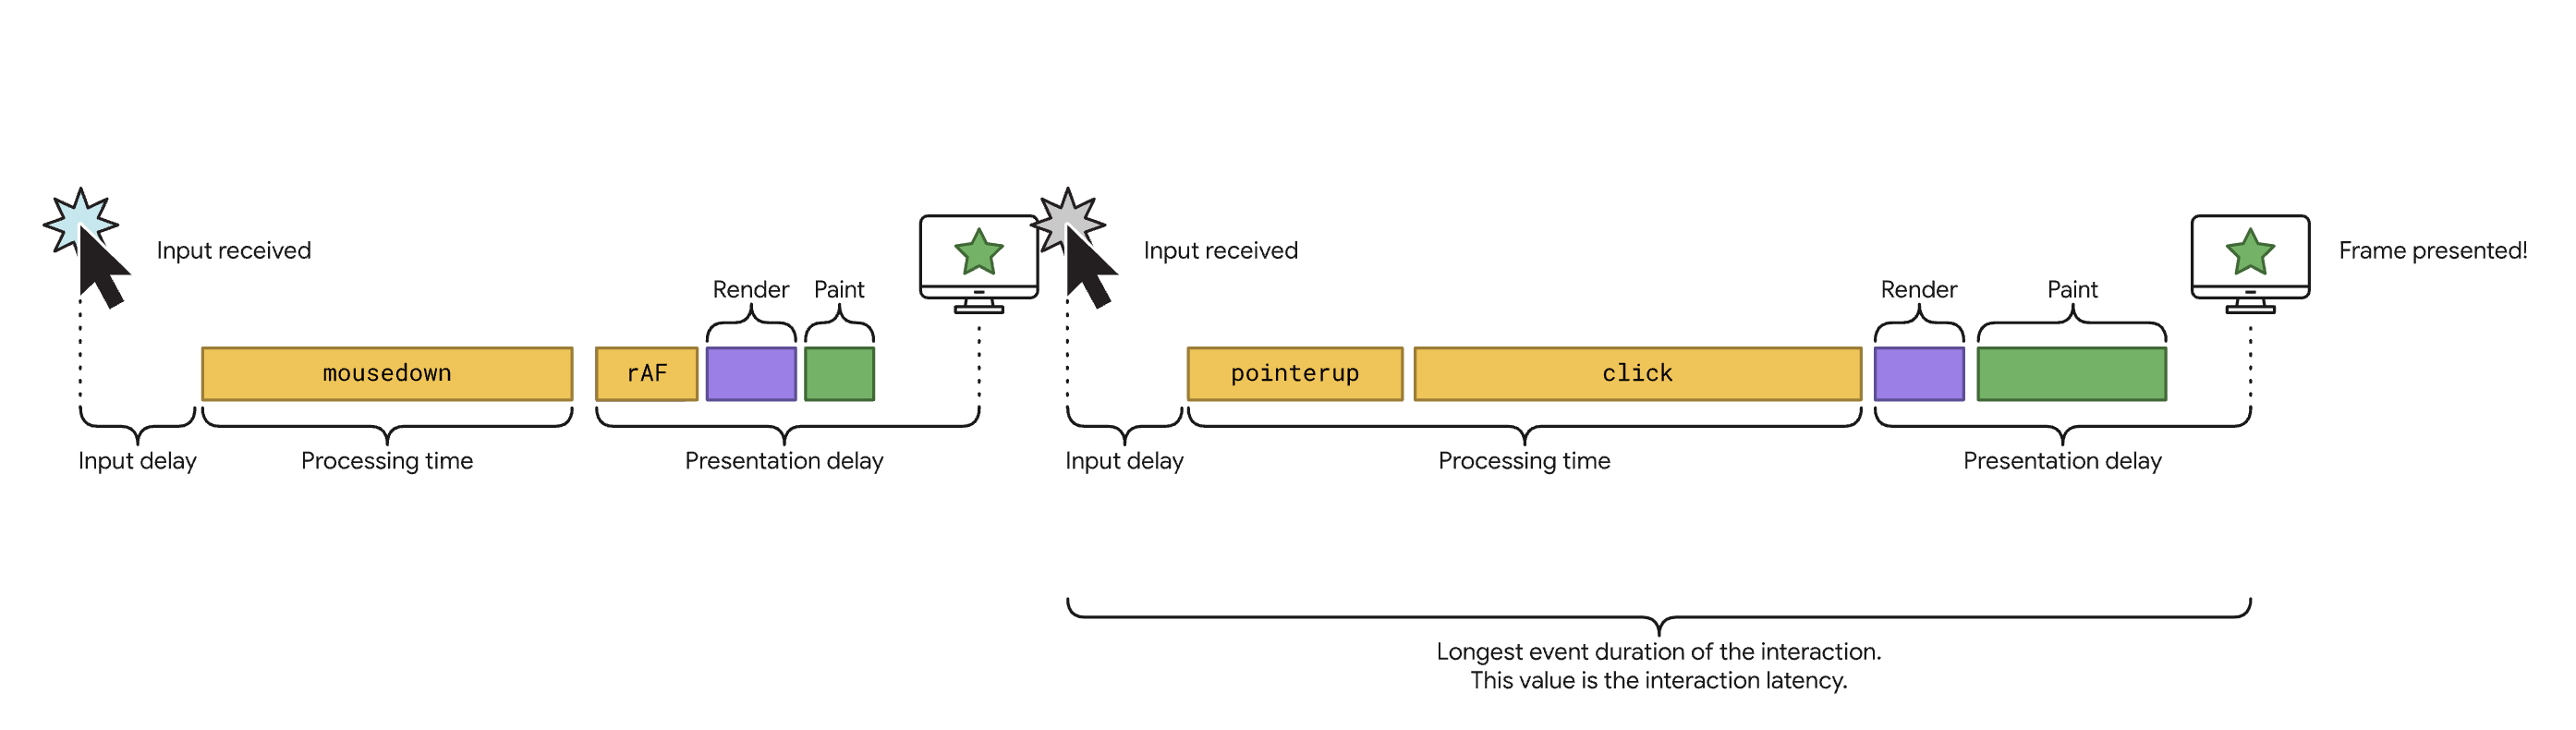 Input received
Input received
Frame presented!
Render
Paint
Render
Paint
mousedown
rAF
pointerup
click
Input delay
Processing time
Presentation delay
Input delay
Processing time
Presentation delay
Longest event duration of the interaction.
This value is the interaction latency.